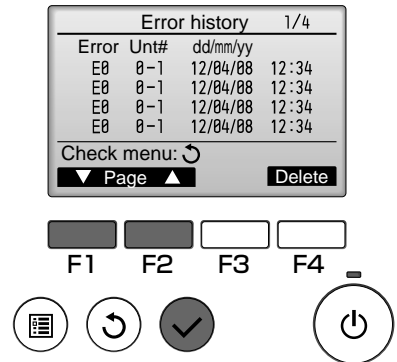 Error history 1/4
Error Unt# dd/mm/yy
E0 0-1 12/04/08 12:34
E0 0-1 12/04/08 12:34
E0 0-1 12/04/08 12:34
E0 0-1 12/04/08 12:34
Check menu:
▼ Page ▲ Delete
F1 F2 F3 F4